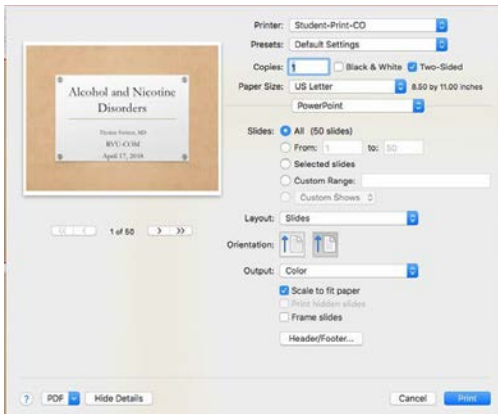 Printer: Student-Print-CO
Presets: Default Settings
Copies: 1 Black & White Two-Sided
Paper Size: US Letter 8.50 by 11.00 inches
PowerPoint
Alcohol and Nicotine
Disorders
RVU-COM
April 17, 2018
1 of 50
Slides: All (50 slides)
From: 1 to: 50
Selected slides
Custom Range:
Custom Shows
Layout: Slides
Orientation:
Output: Color
Scale to fit paper
Print hidden slides
Frame slides
Header/Footer...
? PDF Hide Details Cancel Print